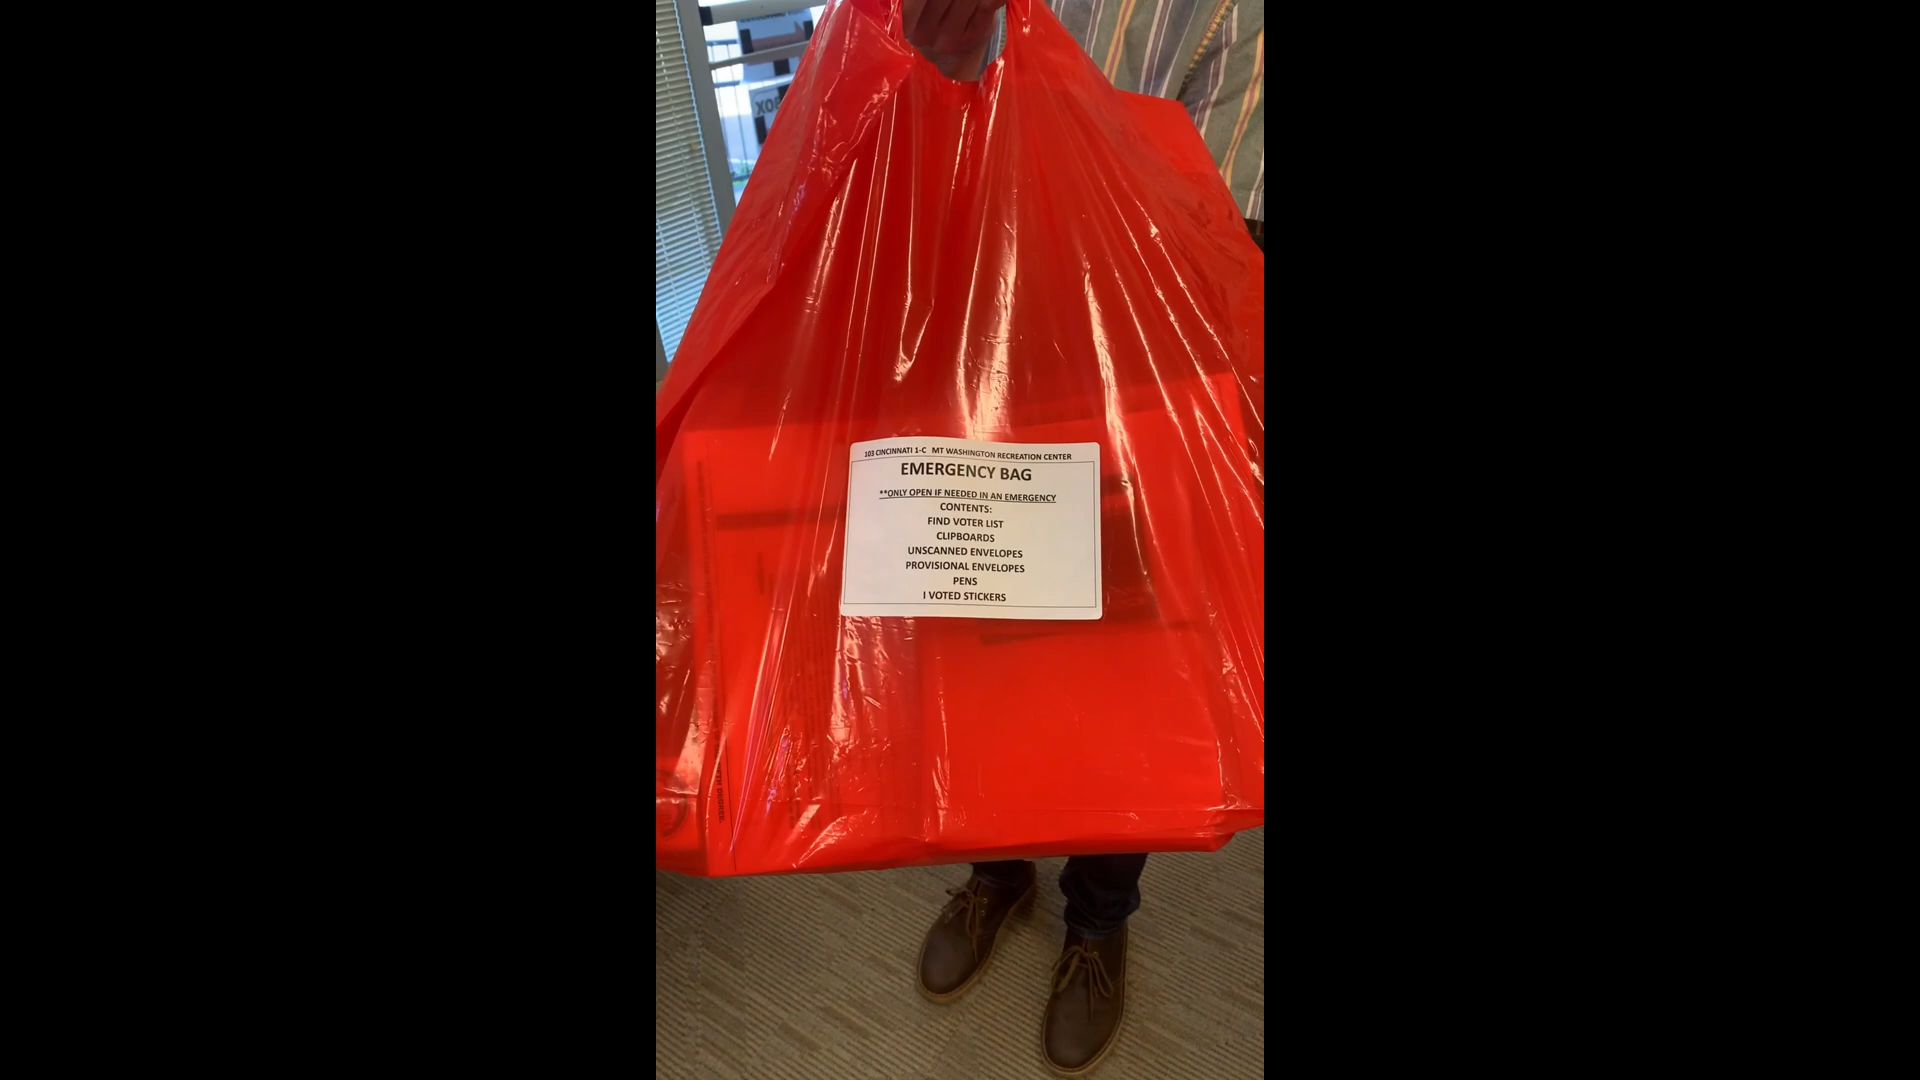 103 CINCINNATI 1-C MT WASHINGTON RECREATION CENTER
EMERGENCY BAG
**ONLY OPEN IF NEEDED IN AN EMERGENCY
CONTENTS:
FIND VOTER LIST
CLIPBOARDS
UNSCANNED ENVELOPES
PROVISIONAL ENVELOPES
PENS
I VOTED STICKERS
DEGREE.